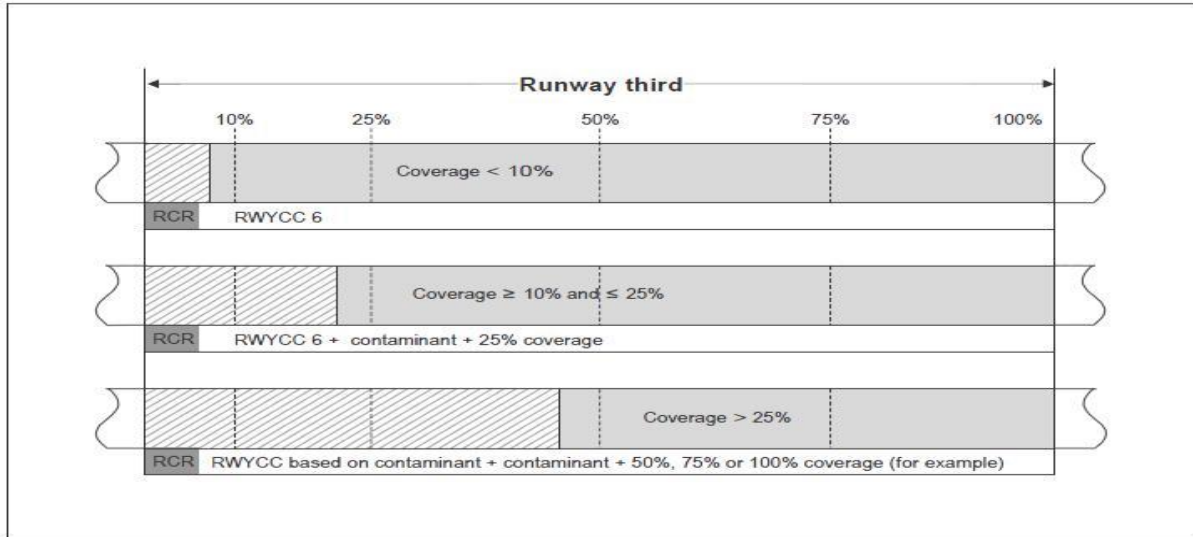 Runway third
10% 25% 50% 75% 100%
Coverage < 10%
RCR RWYCC 6
Coverage ≥ 10% and ≤ 25%
RCR RWYCC 6 + contaminant + 25% coverage
Coverage > 25%
RCR RWYCC based on contaminant + contaminant + 50%, 75% or 100% coverage (for example)